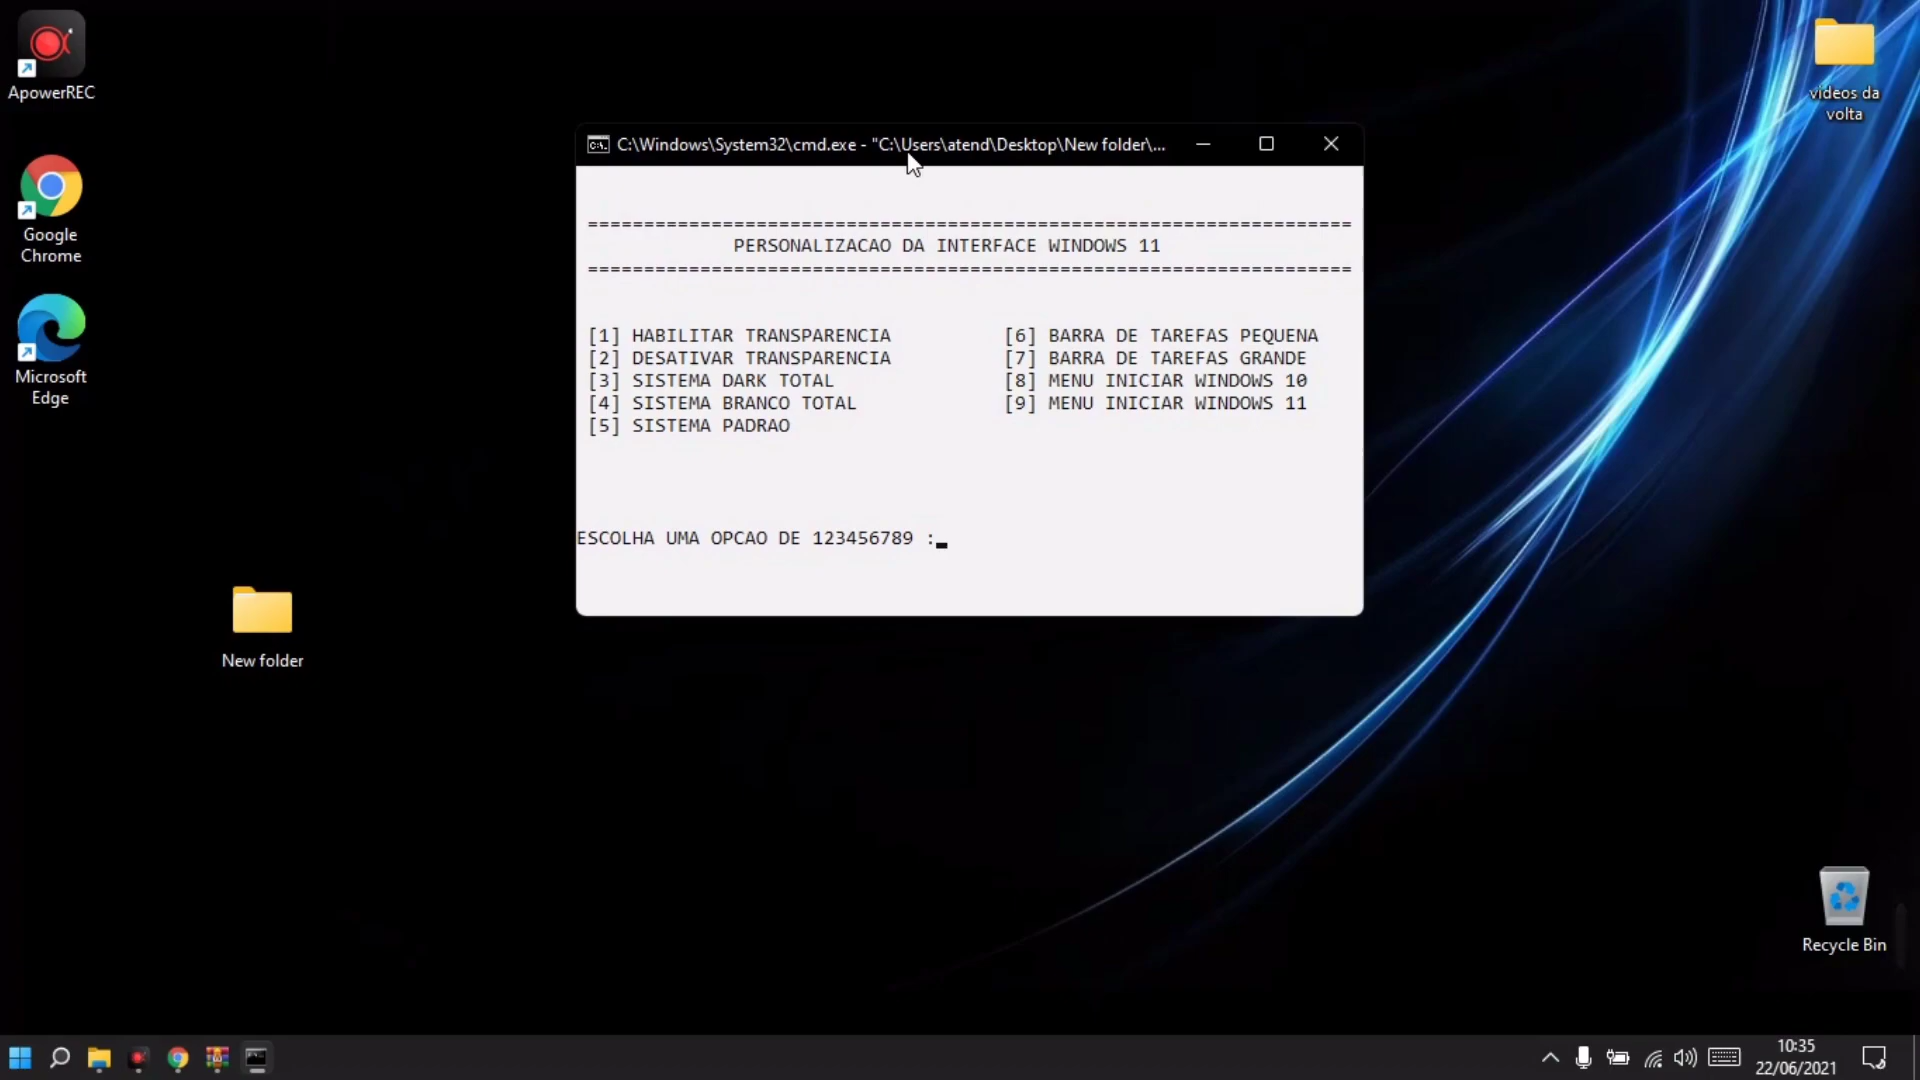 ApowerREC
Google
Chrome
Microsoft
Edge
New folder
C:\Windows\System32\cmd.exe - "C:\Users\atend\Desktop\New folder\...
====================================================================
PERSONALIZACAO DA INTERFACE WINDOWS 11
====================================================================
[1] HABILITAR TRANSPARENCIA [6] BARRA DE TAREFAS PEQUENA
[2] DESATIVAR TRANSPARENCIA [7] BARRA DE TAREFAS GRANDE
[3] SISTEMA DARK TOTAL [8] MENU INICIAR WINDOWS 10
[4] SISTEMA BRANCO TOTAL [9] MENU INICIAR WINDOWS 11
[5] SISTEMA PADRAO
ESCOLHA UMA OPCAO DE 123456789 :
videos da
volta
Recycle Bin
10:35
22/06/2021